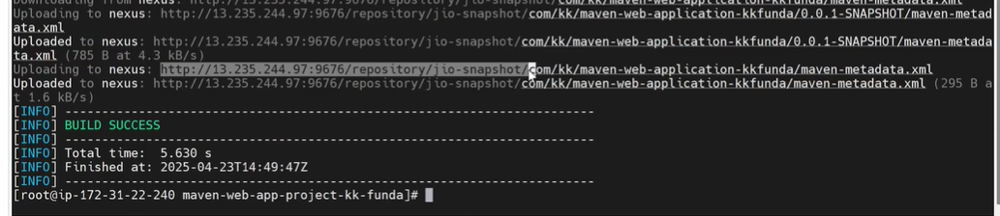 Downloading from nexus: http://13.235.244.97:9676/repository/jio-snapshot/com/kk/maven-web-application-kkfunda/maven-metadata.xml
Uploading to nexus: http://13.235.244.97:9676/repository/jio-snapshot/com/kk/maven-web-application-kkfunda/0.0.1-SNAPSHOT/maven-metad
ata.xml
Uploaded to nexus: http://13.235.244.97:9676/repository/jio-snapshot/com/kk/maven-web-application-kkfunda/0.0.1-SNAPSHOT/maven-metada
ta.xml (785 B at 4.3 kB/s)
Uploading to nexus: http://13.235.244.97:9676/repository/jio-snapshot/com/kk/maven-web-application-kkfunda/maven-metadata.xml
Uploaded to nexus: http://13.235.244.97:9676/repository/jio-snapshot/com/kk/maven-web-application-kkfunda/maven-metadata.xml (295 B a
t 1.6 kB/s)
[INFO] ------------------------------------------------------------------------
[INFO] BUILD SUCCESS
[INFO] ------------------------------------------------------------------------
[INFO] Total time:  5.630 s
[INFO] Finished at: 2025-04-23T14:49:47Z
[INFO] ------------------------------------------------------------------------
[root@ip-172-31-22-240 maven-web-app-project-kk-funda]#